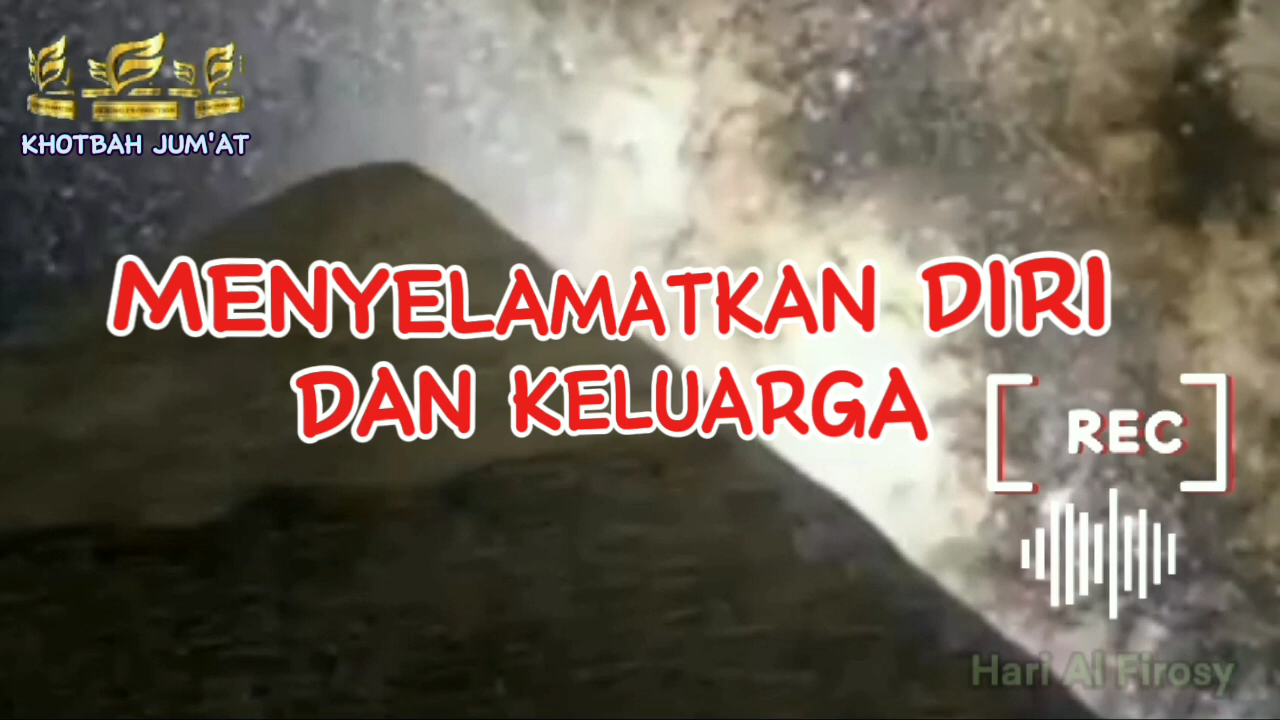 KHOTBAH JUM'AT
MENYELAMATKAN DIRI
DAN KELUARGA
REC
Hari Al Firosy